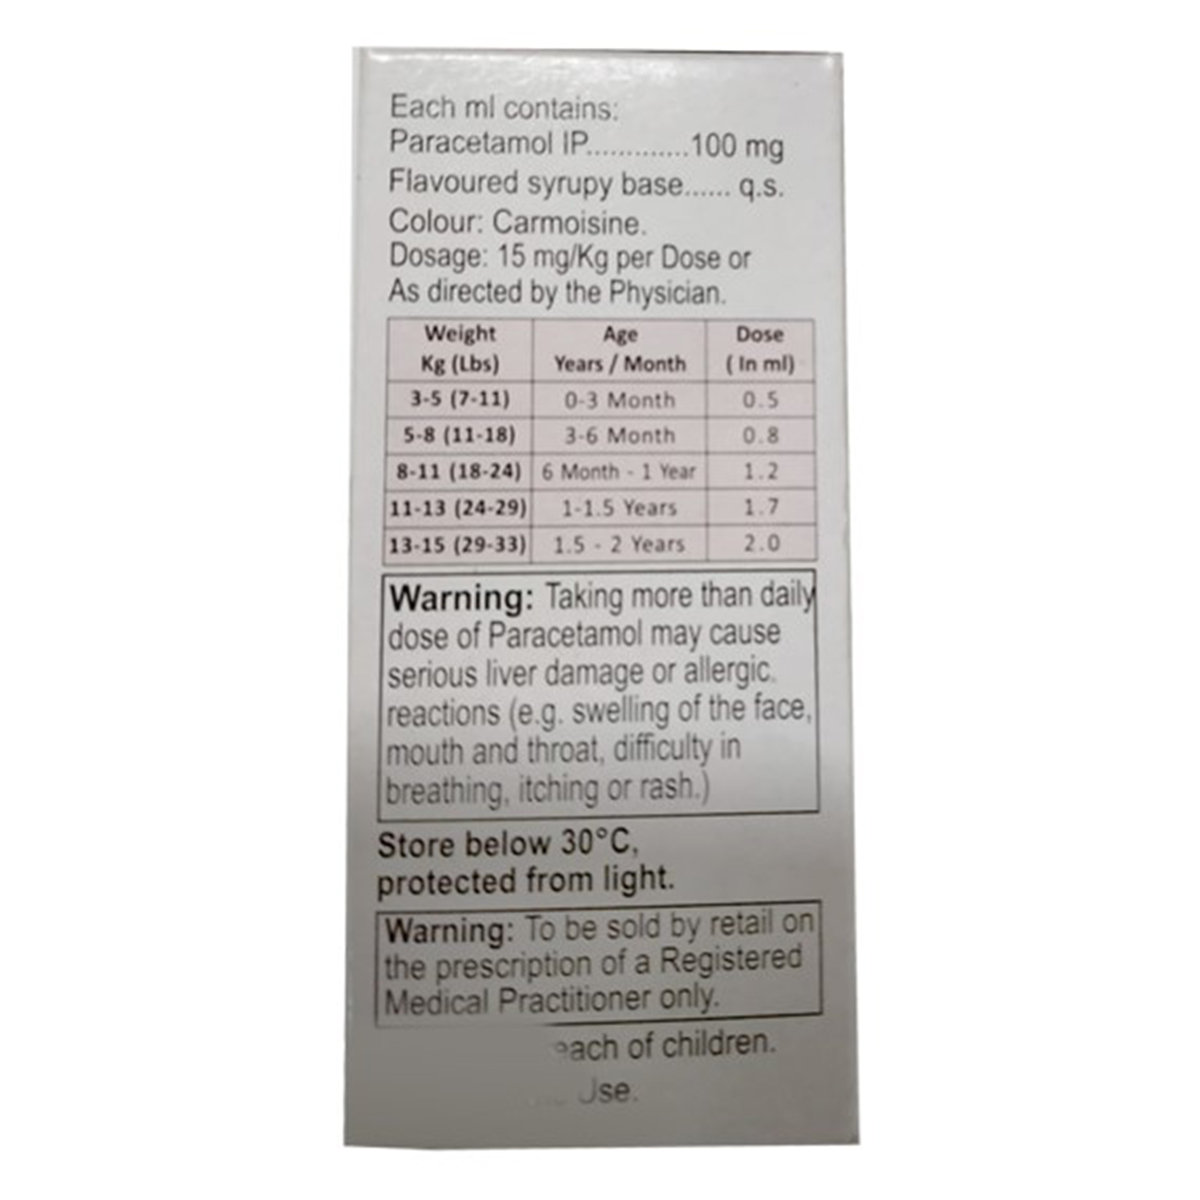 Each ml contains:
Paracetamol IP.............100 mg
Flavoured syrupy base...... q.s.
Colour: Carmoisine.
Dosage: 15 mg/Kg per Dose or
As directed by the Physician.
Weight Kg (Lbs) Age Years / Month Dose ( In ml)
3-5 (7-11) 0-3 Month 0.5
5-8 (11-18) 3-6 Month 0.8
8-11 (18-24) 6 Month - 1 Year 1.2
11-13 (24-29) 1-1.5 Years 1.7
13-15 (29-33) 1.5 - 2 Years 2.0
Warning: Taking more than daily
dose of Paracetamol may cause
serious liver damage or allergic
reactions (e.g. swelling of the face,
mouth and throat, difficulty in
breathing, itching or rash.)
Store below 30°C,
protected from light.
Warning: To be sold by retail on
the prescription of a Registered
Medical Practitioner only.
of children.